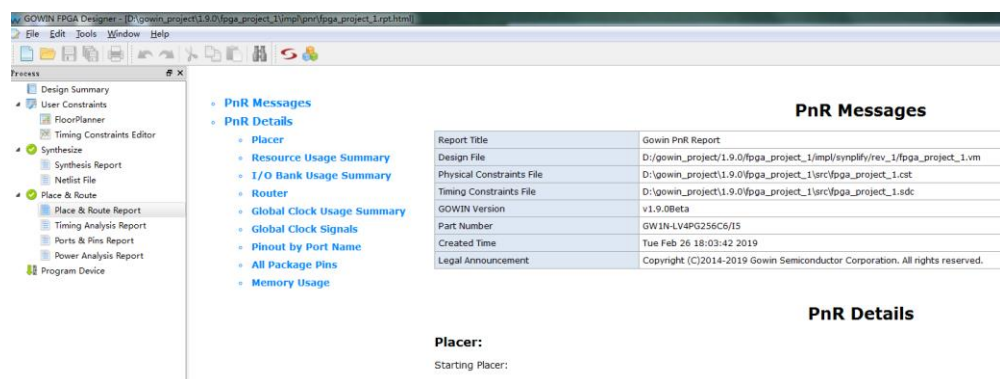 GOWIN FPGA Designer - [D:\gowin_project\1.9.0\fpga_project_1\impl\pnr\fpga_project_1.rpt.html]
File Edit Tools Window Help
Process
Design Summary
User Constraints
FloorPlanner
Timing Constraints Editor
Synthesize
Synthesis Report
Netlist File
Place & Route
Place & Route Report
Timing Analysis Report
Ports & Pins Report
Power Analysis Report
Program Device
PnR Messages
PnR Details
Placer
Resource Usage Summary
I/O Bank Usage Summary
Router
Global Clock Usage Summary
Global Clock Signals
Pinout by Port Name
All Package Pins
Memory Usage
PnR Messages
Report Title Gowin PnR Report
Design File D:/gowin_project/1.9.0/fpga_project_1/impl/synplify/rev_1/fpga_project_1.vm
Physical Constraints File D:\gowin_project\1.9.0\fpga_project_1\src\fpga_project_1.cst
Timing Constraints File D:\gowin_project\1.9.0\fpga_project_1\src\fpga_project_1.sdc
GOWIN Version v1.9.0Beta
Part Number GW1N-LV4PG256C6/I5
Created Time Tue Feb 26 18:03:42 2019
Legal Announcement Copyright (C)2014-2019 Gowin Semiconductor Corporation. All rights reserved.
PnR Details
Placer:
Starting Placer: